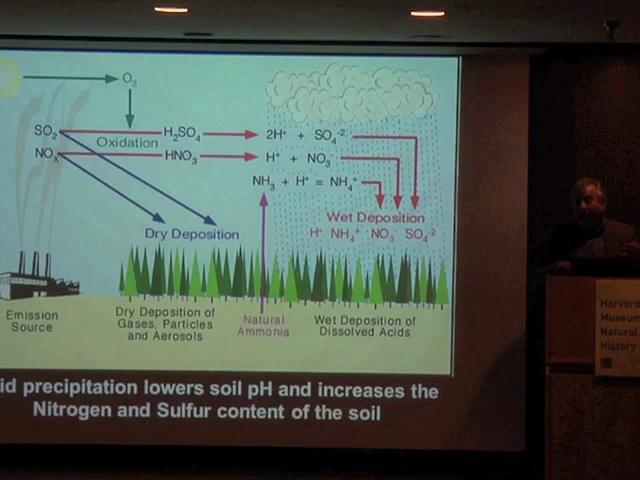 O3
SO2 H2SO4 2H+ + SO4-2
Oxidation
NOx HNO3 H+ + NO3-
NH3 + H+ = NH4+
Wet Deposition
H+ NH4+ NO3- SO4-2
Dry Deposition
Emission
Source
Dry Deposition of
Gases, Particles
and Aerosols
Natural
Ammonia
Wet Deposition of
Dissolved Acids
id precipitation lowers soil pH and increases the
Nitrogen and Sulfur content of the soil
Harvard
Museum
Natural
History